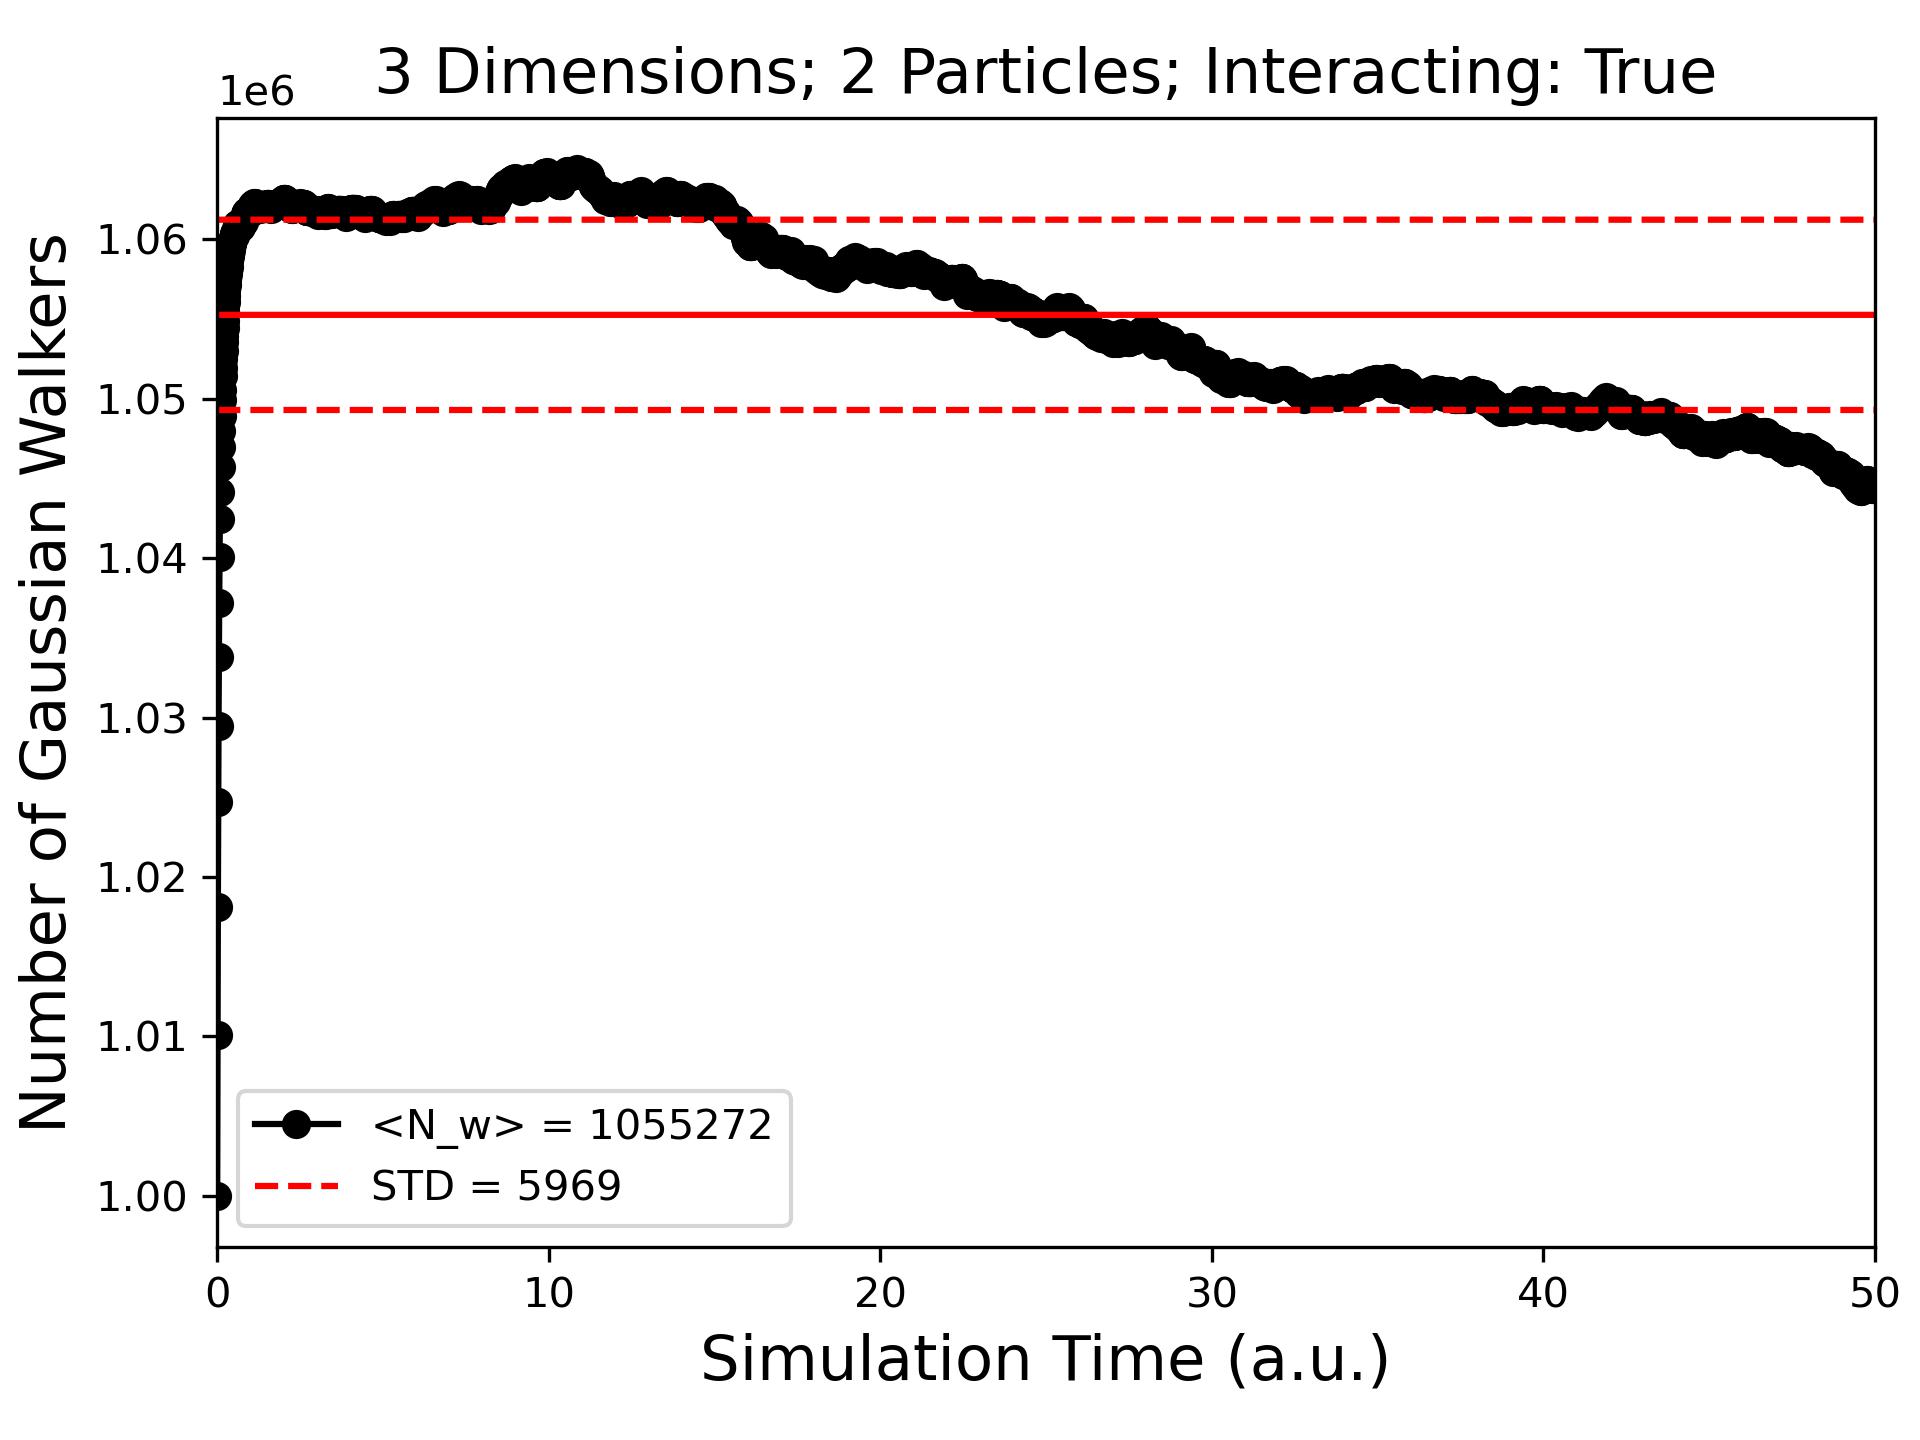 3 Dimensions; 2 Particles; Interacting: True
1e6
Number of Gaussian Walkers
1.06
1.05
1.04
1.03
1.02
1.01
1.00
<N_w> = 1055272
STD = 5969
0 10 20 30 40 50
Simulation Time (a.u.)